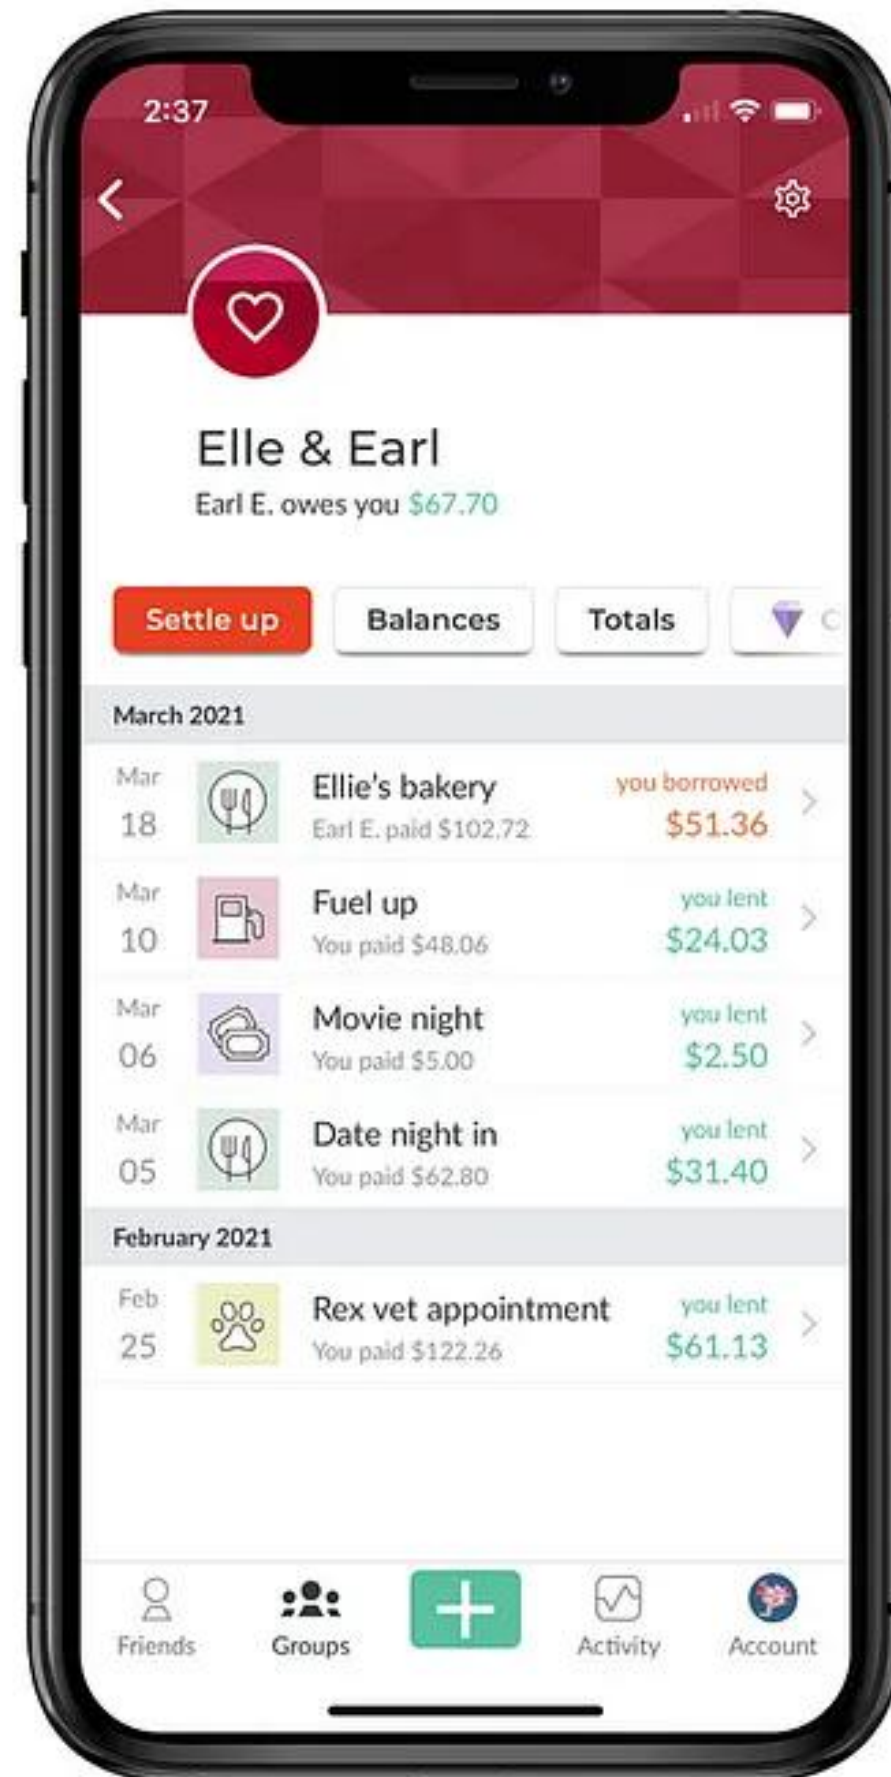 2:37
Elle & Earl
Earl E. owes you $67.70
Settle up Balances Totals
March 2021
Mar 18 Ellie's bakery you borrowed
Earl E. paid $102.72 $51.36
Mar 10 Fuel up you lent
You paid $48.06 $24.03
Mar 06 Movie night you lent
You paid $5.00 $2.50
Mar 05 Date night in you lent
You paid $62.80 $31.40
February 2021
Feb 25 Rex vet appointment you lent
You paid $122.26 $61.13
Friends Groups Activity Account